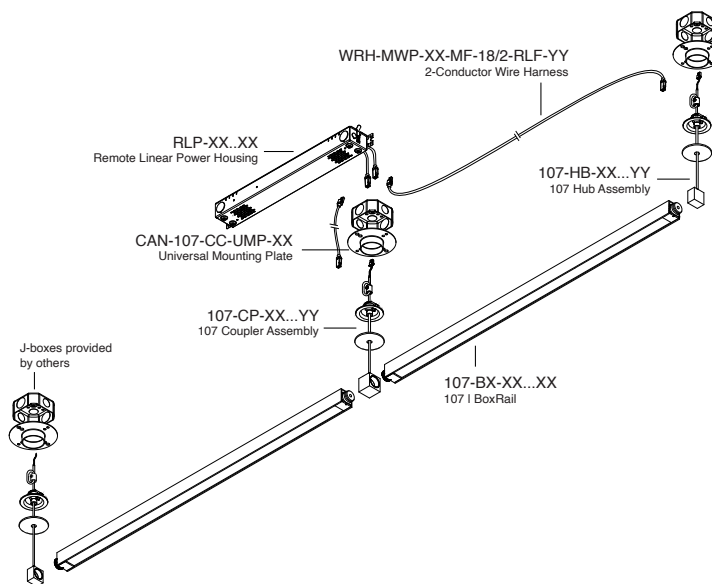 WRH-MWP-XX-MF-18/2-RLF-YY
2-Conductor Wire Harness
RLP-XX..XX
Remote Linear Power Housing
107-HB-XX...YY
107 Hub Assembly
CAN-107-CC-UMP-XX
Universal Mounting Plate
107-CP-XX...YY
107 Coupler Assembly
J-boxes provided
by others
107-BX-XX...XX
107 | BoxRail